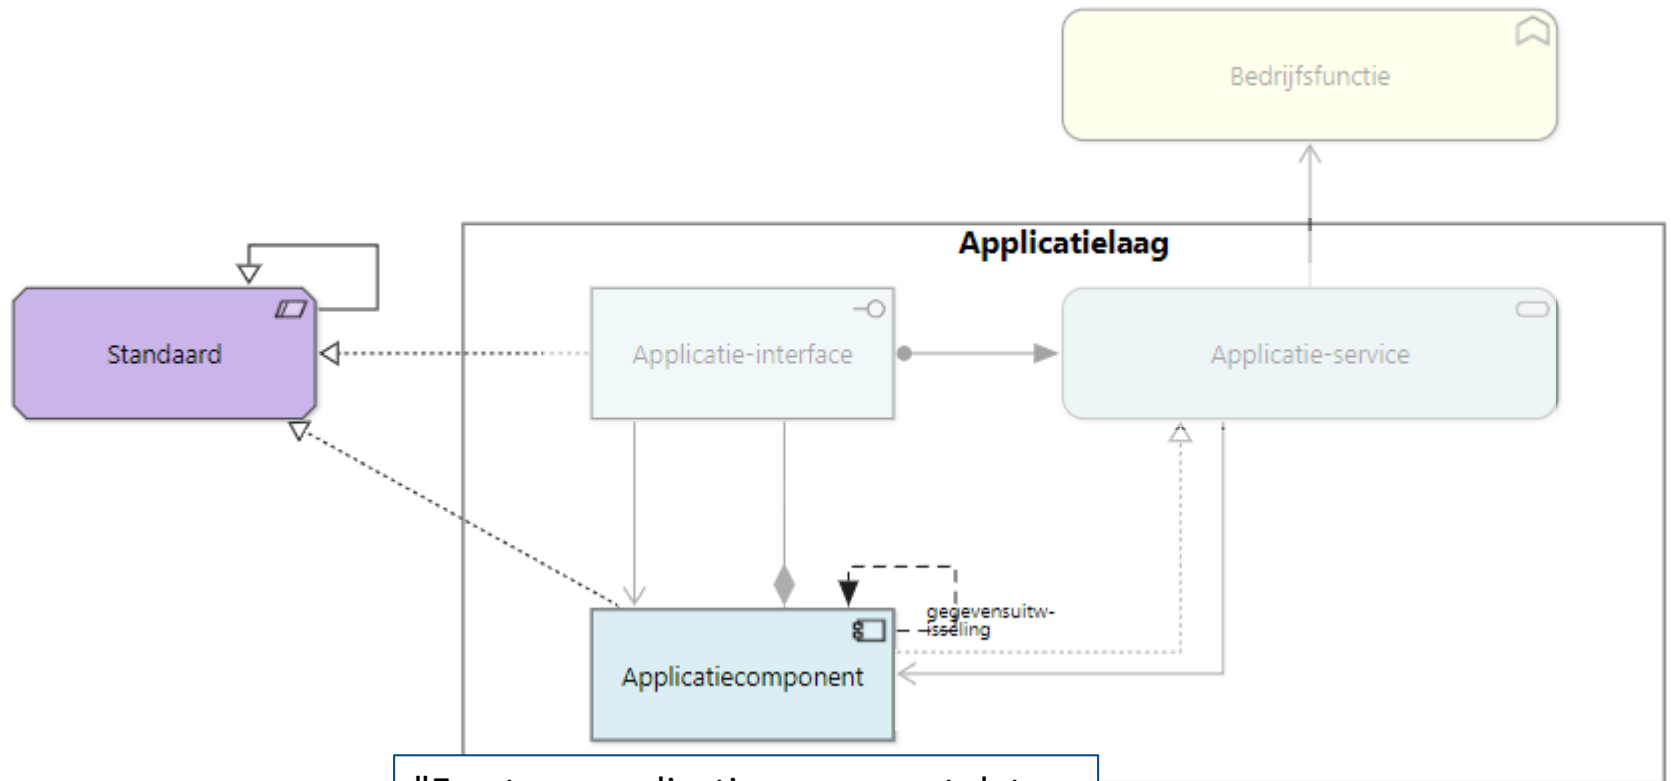 Bedrijfsfunctie
Applicatielaag
Standaard
Applicatie-interface
Applicatie-service
gegevensuitw-
isseling
Applicatiecomponent